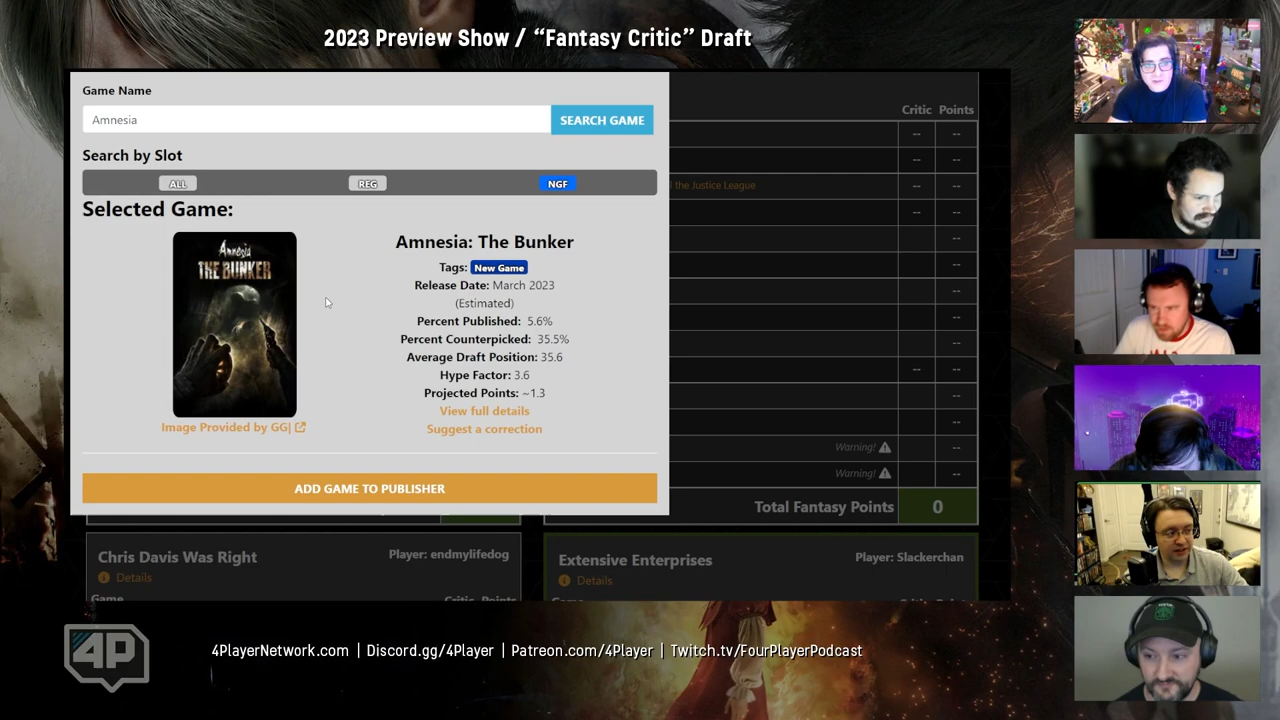 2023 Preview Show / “Fantasy Critic” Draft
Game Name
Amnesia
SEARCH GAME
Search by Slot
ALL
REG
NGF
Selected Game:
Amnesia
THE BUNKER
Image Provided by GG|
Amnesia: The Bunker
Tags: New Game
Release Date: March 2023
(Estimated)
Percent Published: 5.6%
Percent Counterpicked: 35.5%
Average Draft Position: 35.6
Hype Factor: 3.6
Projected Points: ~1.3
View full details
Suggest a correction
ADD GAME TO PUBLISHER
Critic Points
-- --
-- --
the Justice League -- --
-- --
--
--
--
--
--
-- --
--
--
Warning! --
Warning! --
Total Fantasy Points 0
Chris Davis Was Right
Player: endmylifedog
Details
Game Critic Points
Extensive Enterprises
Player: Slackerchan
Details
4P
4PlayerNetwork.com | Discord.gg/4Player | Patreon.com/4Player | Twitch.tv/FourPlayerPodcast